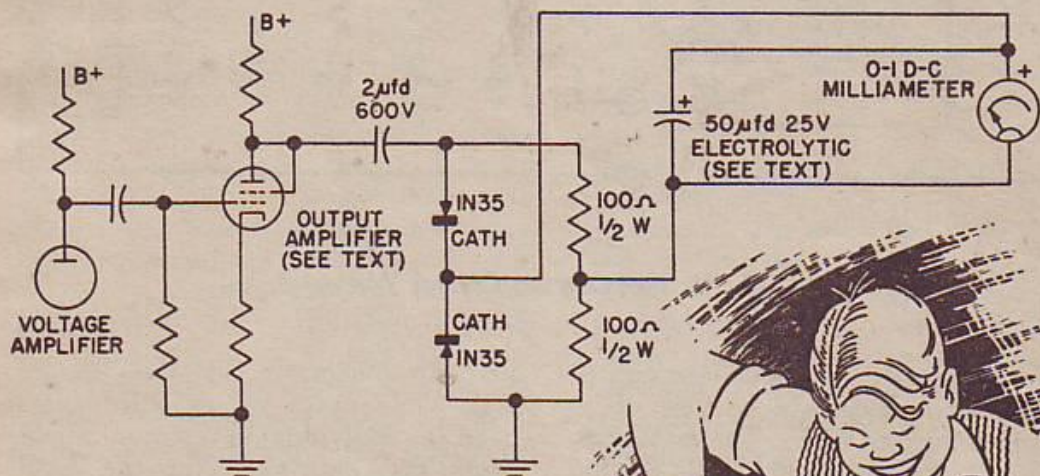 B+
B+
2µfd
600V
0-1 D-C
MILLIAMETER
+
+
50µfd 25V
ELECTROLYTIC
(SEE TEXT)
IN35
CATH
100Ω
1/2 W
OUTPUT
AMPLIFIER
(SEE TEXT)
CATH
IN35
100Ω
1/2 W
VOLTAGE
AMPLIFIER